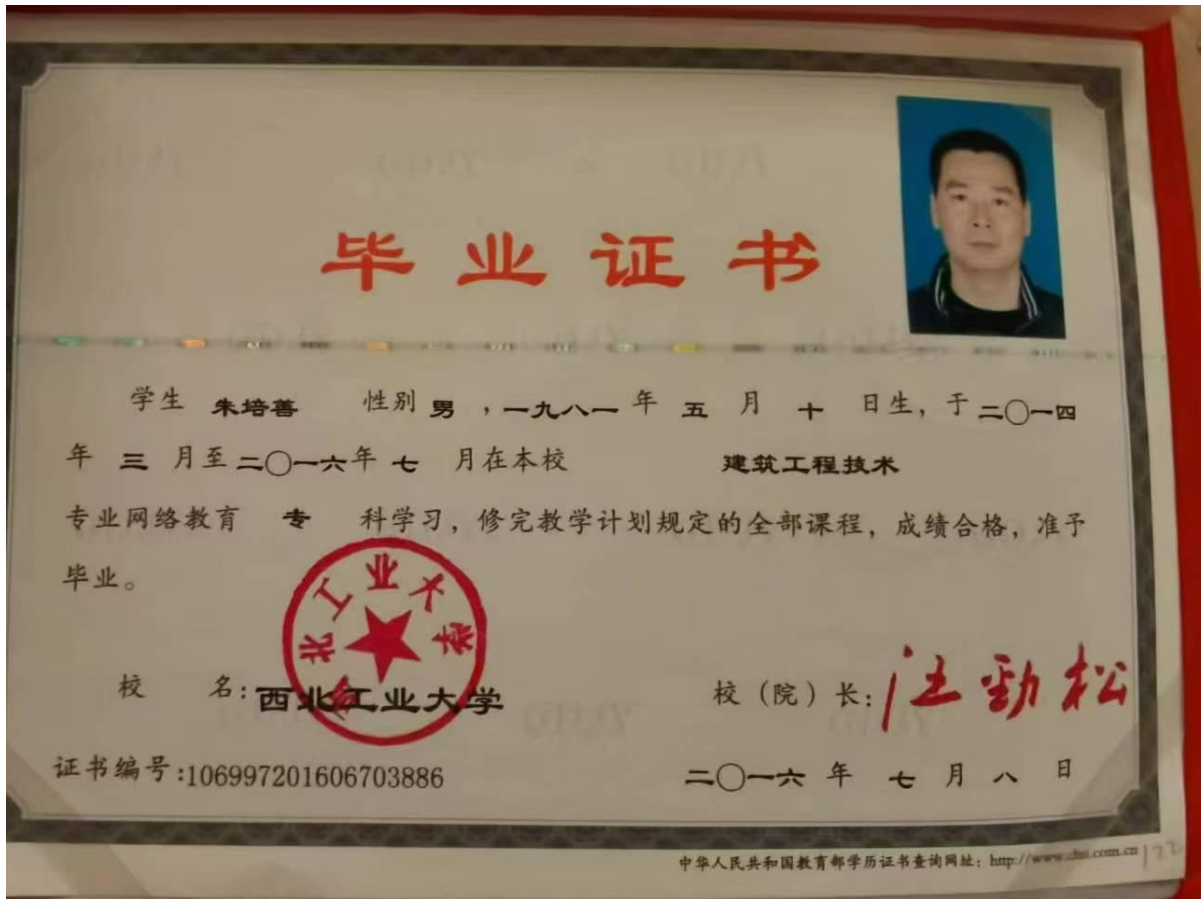 毕业证书
学生 朱培善 性别 男 ,一九八一 年 五 月 十 日生, 于 二〇一四
年 三 月至 二〇一六 年 七 月在本校 建筑工程技术
专业网络教育 专 科学习, 修完教学计划规定的全部课程, 成绩合格, 准予
毕业。
西北工业大学
校 名: 西北工业大学 校 (院) 长: 汪劲松
证书编号:106997201606703886 二〇一六 年 七 月 八 日
中华人民共和国教育部学历证书查询网址: http://www.chsi.com.cn